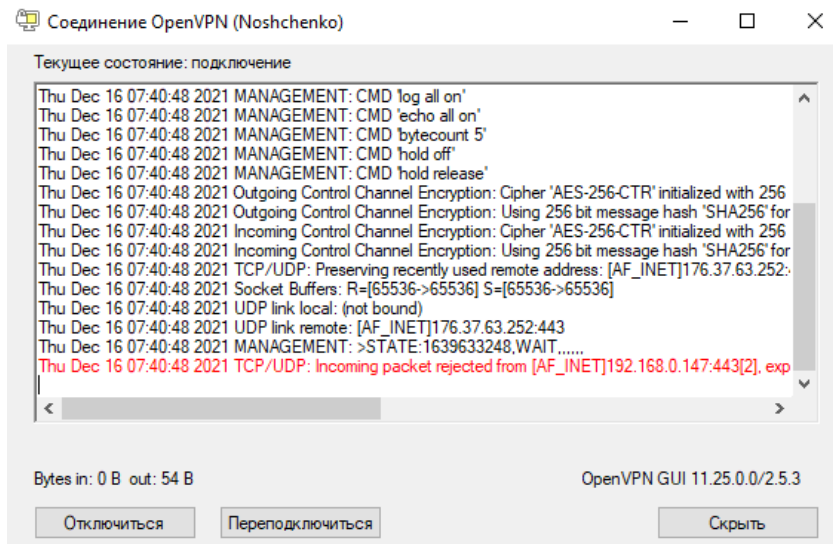 Соединение OpenVPN (Noshchenko)
Текущее состояние: подключение
Thu Dec 16 07:40:48 2021 MANAGEMENT: CMD 'log all on'
Thu Dec 16 07:40:48 2021 MANAGEMENT: CMD 'echo all on'
Thu Dec 16 07:40:48 2021 MANAGEMENT: CMD 'bytecount 5'
Thu Dec 16 07:40:48 2021 MANAGEMENT: CMD 'hold off'
Thu Dec 16 07:40:48 2021 MANAGEMENT: CMD 'hold release'
Thu Dec 16 07:40:48 2021 Outgoing Control Channel Encryption: Cipher 'AES-256-CTR' initialized with 256
Thu Dec 16 07:40:48 2021 Outgoing Control Channel Encryption: Using 256 bit message hash 'SHA256' for
Thu Dec 16 07:40:48 2021 Incoming Control Channel Encryption: Cipher 'AES-256-CTR' initialized with 256
Thu Dec 16 07:40:48 2021 Incoming Control Channel Encryption: Using 256 bit message hash 'SHA256' for
Thu Dec 16 07:40:48 2021 TCP/UDP: Preserving recently used remote address: [AF_INET]176.37.63.252:
Thu Dec 16 07:40:48 2021 Socket Buffers: R=[65536->65536] S=[65536->65536]
Thu Dec 16 07:40:48 2021 UDP link local: (not bound)
Thu Dec 16 07:40:48 2021 UDP link remote: [AF_INET]176.37.63.252:443
Thu Dec 16 07:40:48 2021 MANAGEMENT: >STATE:1639633248,WAIT,,,,,,
Thu Dec 16 07:40:48 2021 TCP/UDP: Incoming packet rejected from [AF_INET]192.168.0.147:443[2], exp
Bytes in: 0 B out: 54 B
OpenVPN GUI 11.25.0.0/2.5.3
Отключиться
Переподключиться
Скрыть